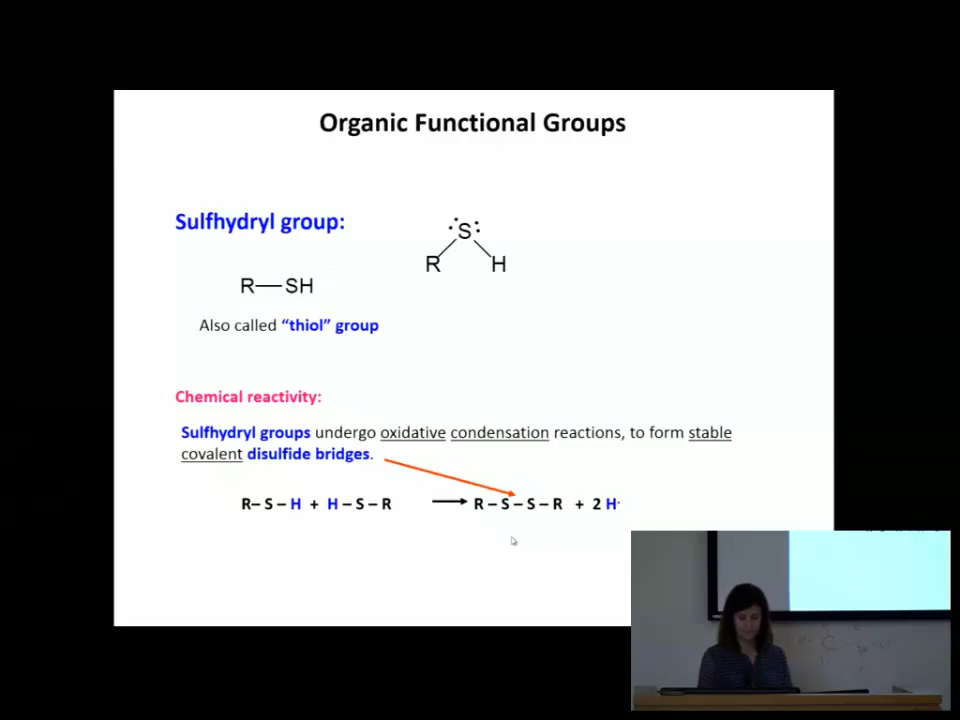 Organic Functional Groups
Sulfhydryl group:
S
R H
R—SH
Also called “thiol” group
Chemical reactivity:
Sulfhydryl groups undergo oxidative condensation reactions, to form stable
covalent disulfide bridges.
R– S – H + H – S – R → R – S – S – R + 2 H·